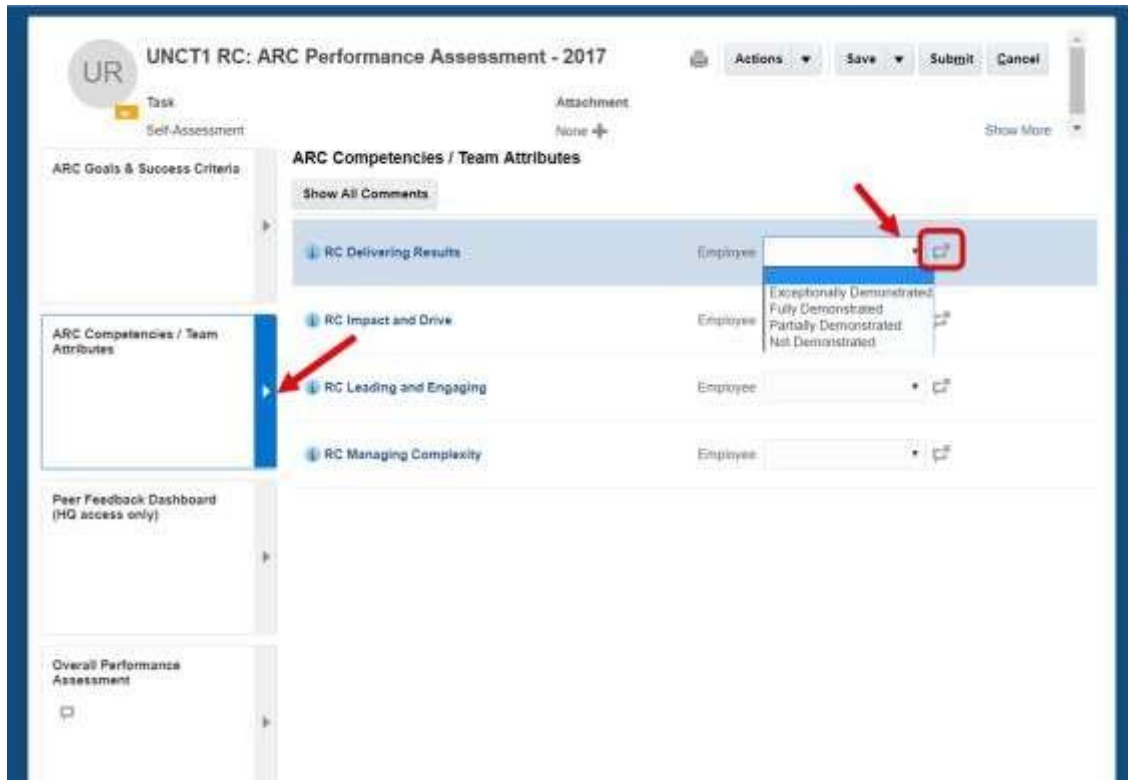 UR
UNCT1 RC: ARC Performance Assessment - 2017
Actions
Save
Submit
Cancel
Task
Attachment
Self-Assessment
None
Show More
ARC Goals & Success Criteria
ARC Competencies / Team Attributes
Show All Comments
RC Delivering Results
Employee
Exceptionally Demonstrated
Fully Demonstrated
Partially Demonstrated
Not Demonstrated
ARC Competencies / Team
Attributes
RC Impact and Drive
Employee
RC Leading and Engaging
Employee
RC Managing Complexity
Employee
Peer Feedback Dashboard
(HQ access only)
Overall Performance
Assessment